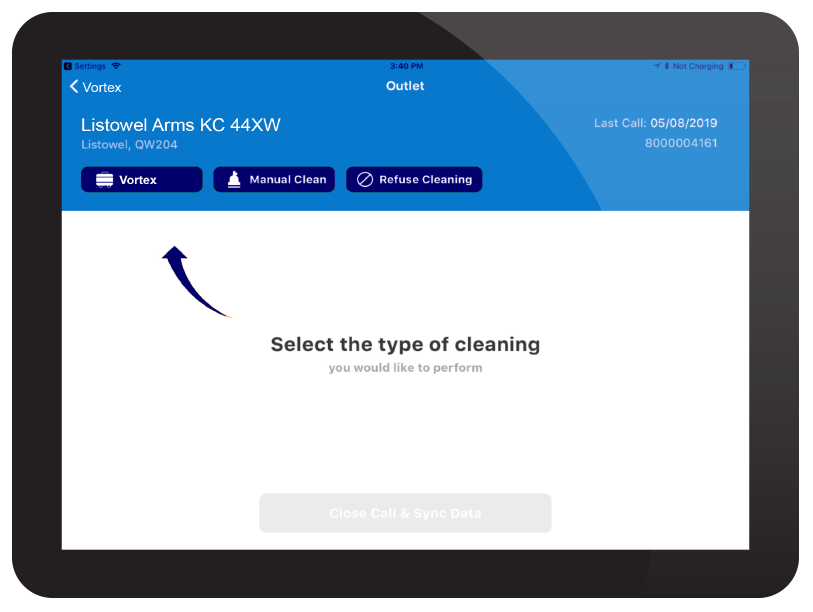 Settings 3:40 PM Not Charging
Vortex Outlet
Listowel Arms KC 44XW Last Call: 05/08/2019
Listowel, QW204 8000004161
Vortex Manual Clean Refuse Cleaning
Select the type of cleaning
you would like to perform
Close Call & Sync Data